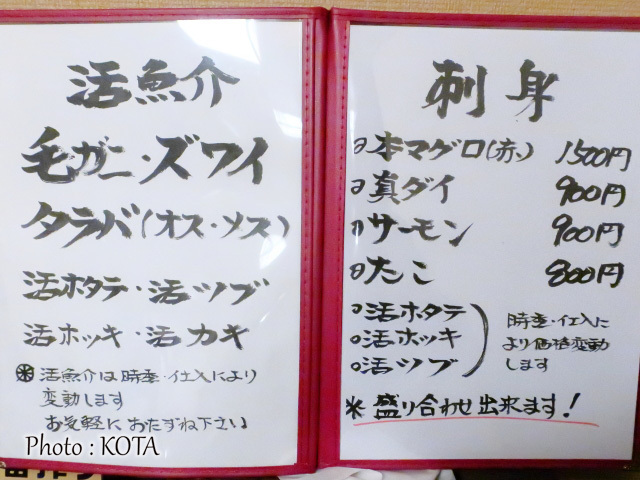 活魚介
毛ガニ・ズワイ
タラバ(オス・メス)
活ホタテ・活ツブ
活ホッキ・活カキ
※ 活魚介は時季・仕入により
変動します
お気軽におたずね下さい
刺身
本マグロ(赤) 1500円
真ダイ 900円
サーモン 900円
たこ 800円
活ホタテ
活ホッキ
活ツブ
時季・仕入に
より価格変動
します
※ 盛り合わせ出来ます!
Photo : KOTA